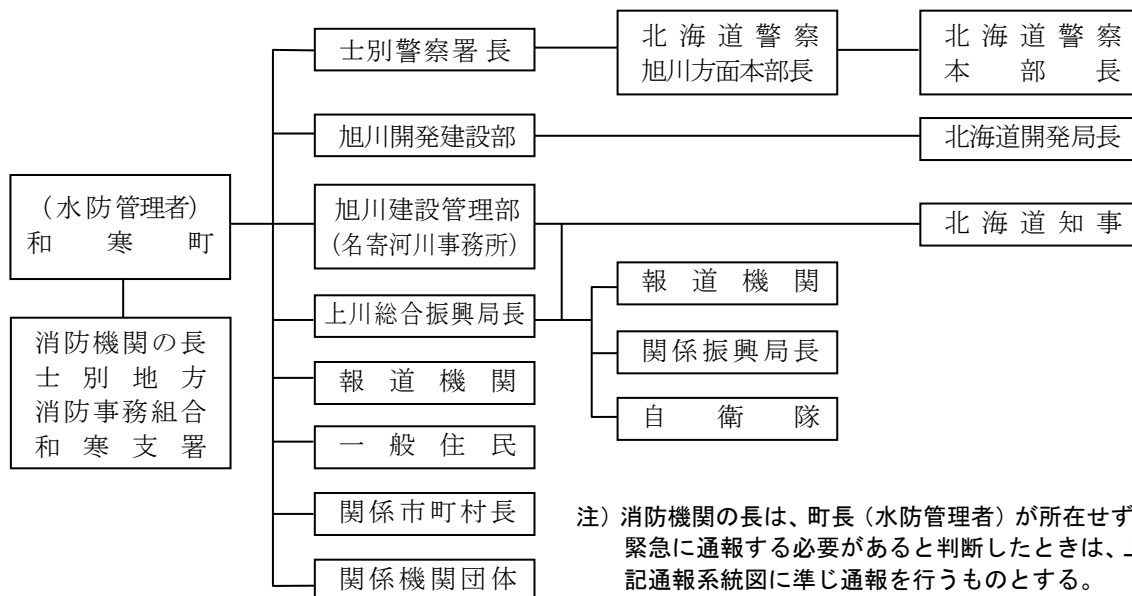 士別警察署長
北海道警察
旭川方面本部長
北海道警察
本部長
旭川開発建設部
北海道開発局長
（水防管理者）
和寒町
旭川建設管理部
（名寄河川事務所）
北海道知事
上川総合振興局長
報道機関
関係振興局長
自衛隊
消防機関の長
士別地方
消防事務組合
和寒支署
報道機関
一般住民
関係市町村長
関係機関団体
注）消防機関の長は、町長（水防管理者）が所在せず
緊急に通報する必要があると判断したときは、上
記通報系統図に準じ通報を行うものとする。